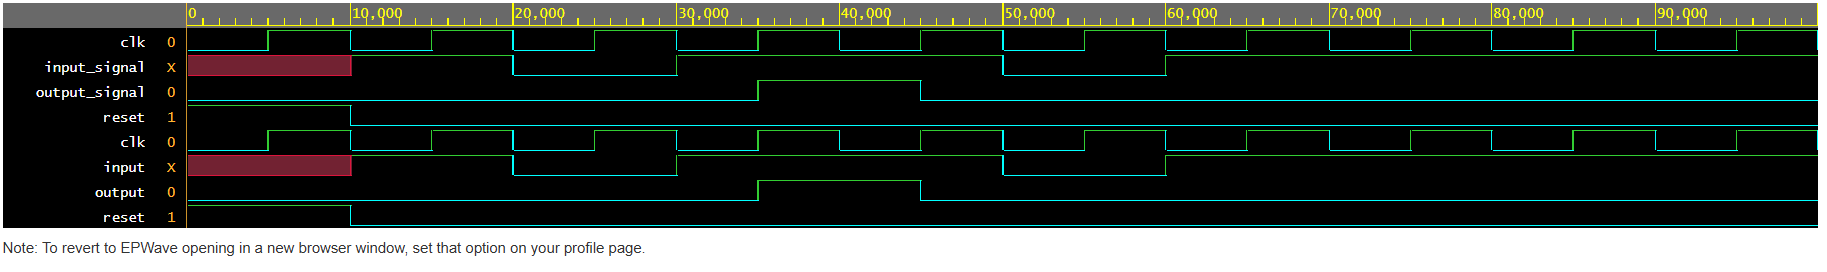 0 10,000 20,000 30,000 40,000 50,000 60,000 70,000 80,000 90,000
clk 0
input_signal X
output_signal 0
reset 1
clk 0
input X
output 0
reset 1
Note: To revert to EPWave opening in a new browser window, set that option on your profile page.